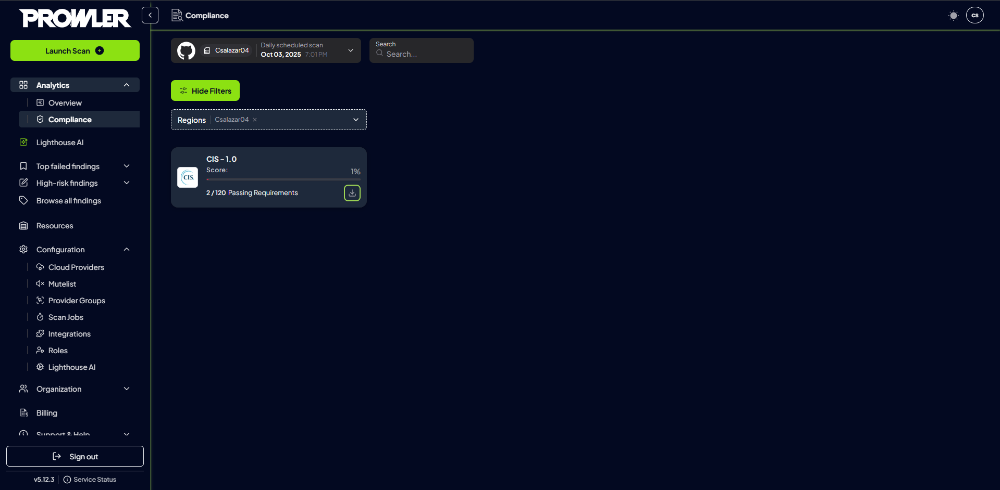 PROWLER
Launch Scan
Analytics
Overview
Compliance
Lighthouse AI
Top failed findings
High-risk findings
Browse all findings
Resources
Configuration
Cloud Providers
Mutelist
Provider Groups
Scan Jobs
Integrations
Roles
Lighthouse AI
Organization
Billing
Support & Help
Sign out
v5.12.3
Service Status
Compliance
cs
Csalazar04
Daily scheduled scan
Oct 03, 2025 7:01 PM
Search
Search...
Hide Filters
Regions Csalazar04 ×
CIS - 1.0
CIS.
Score:
1%
2 / 120 Passing Requirements